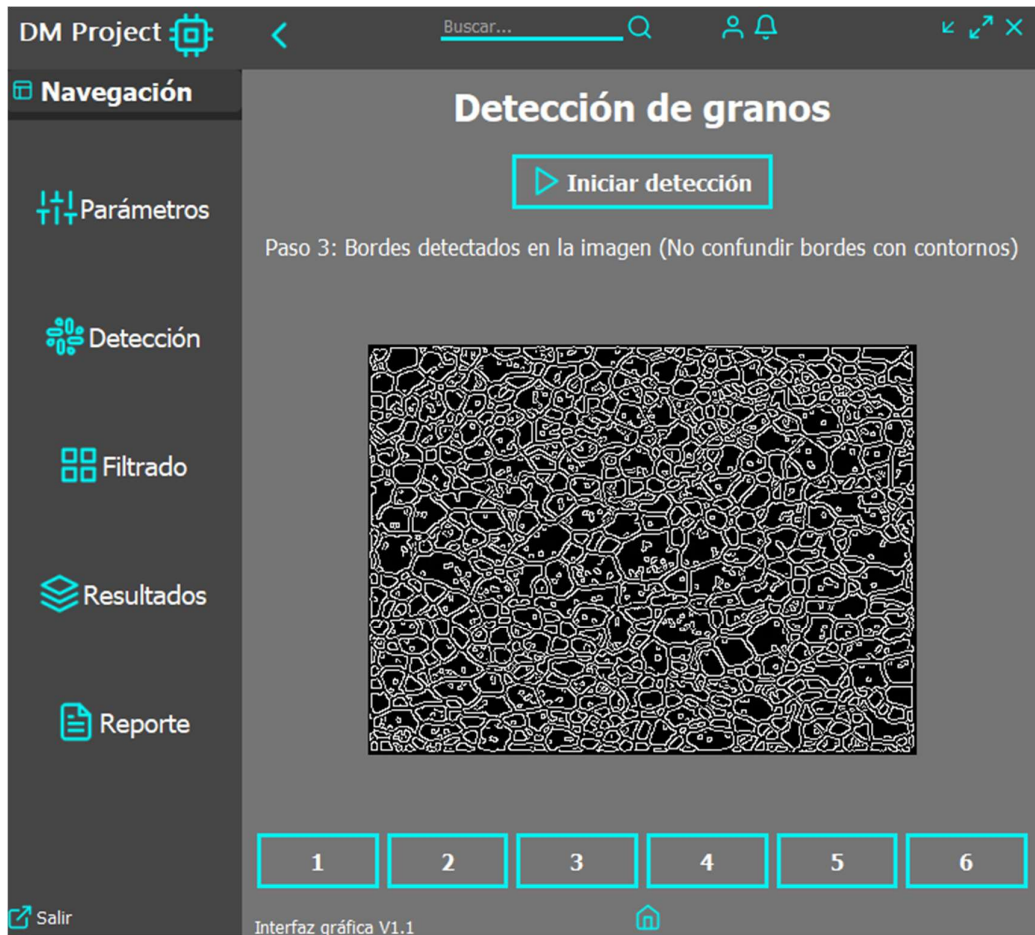 DM Project
Buscar...
Navegación
Detección de granos
Iniciar detección
Parámetros
Paso 3: Bordes detectados en la imagen (No confundir bordes con contornos)
Detección
Filtrado
Resultados
Reporte
1 2 3 4 5 6
Salir
Interfaz gráfica V1.1